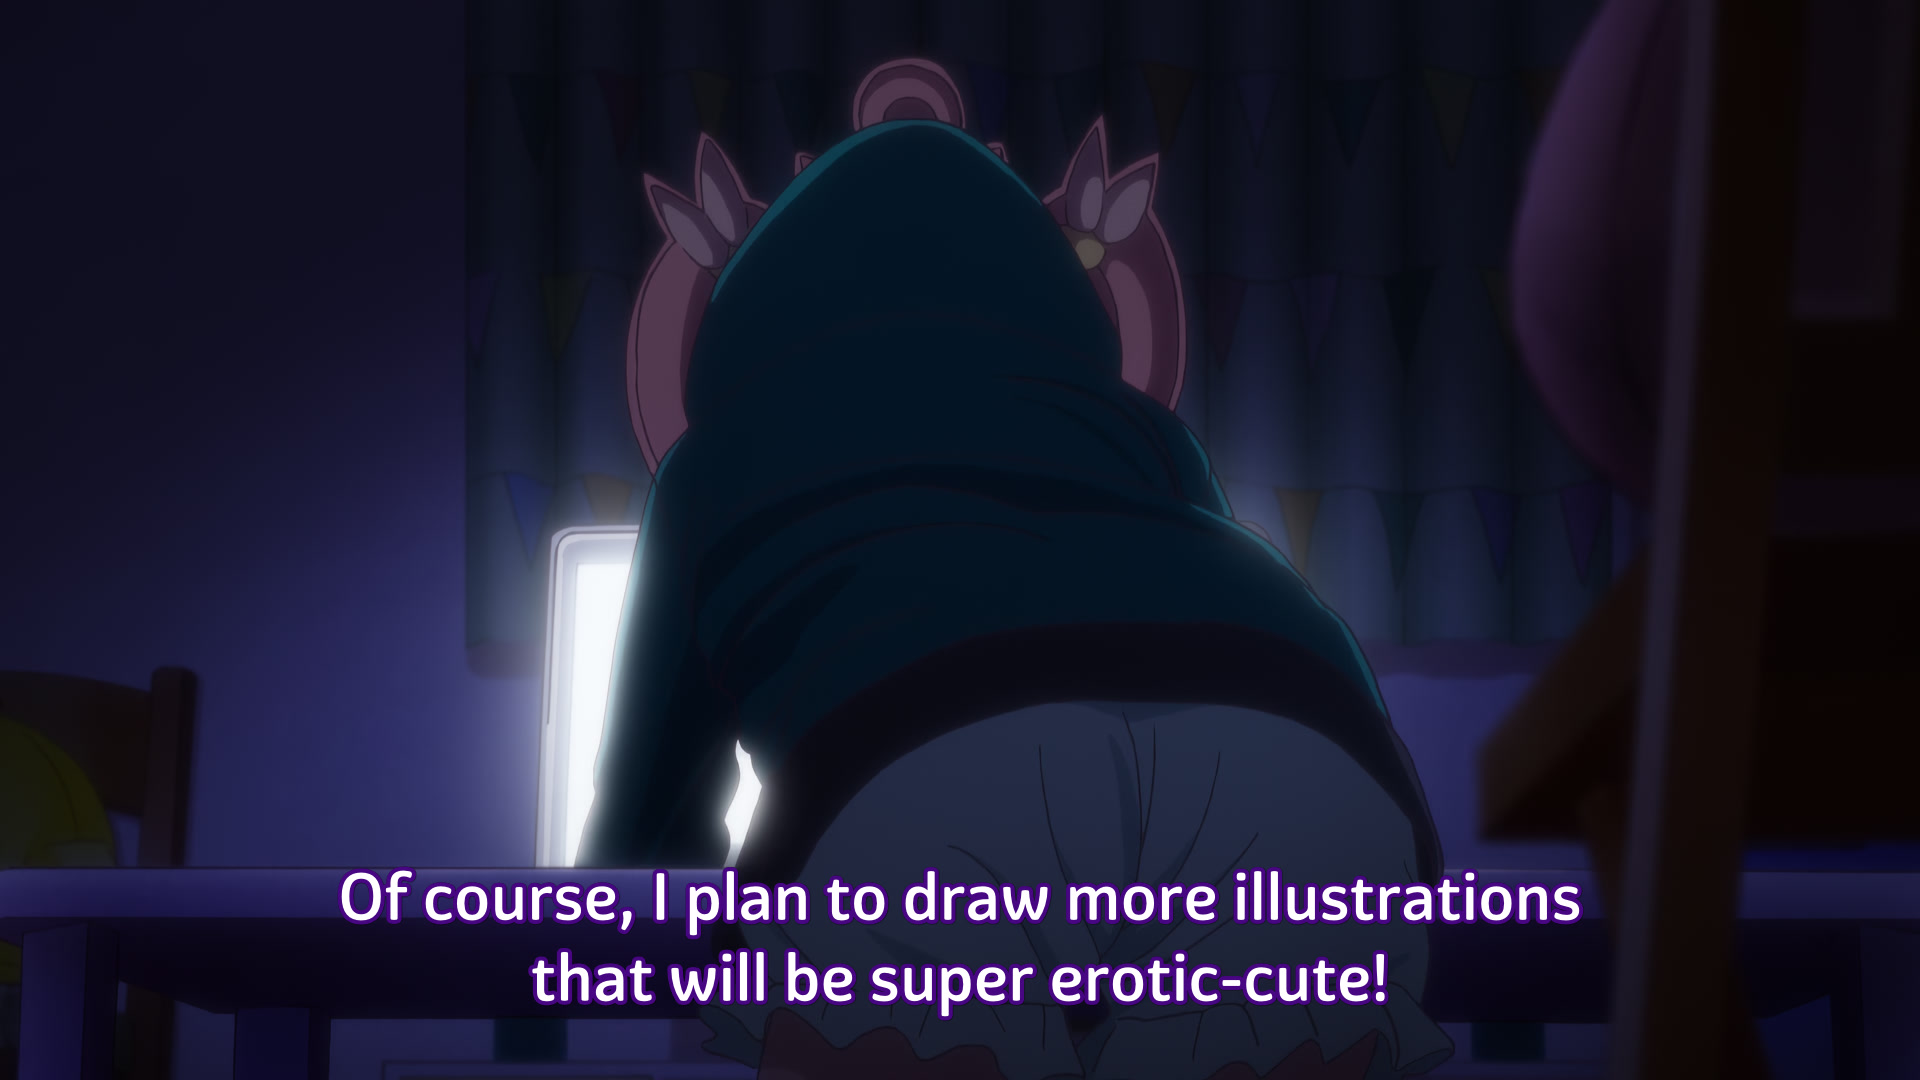 Of course, I plan to draw more illustrations
that will be super erotic-cute!